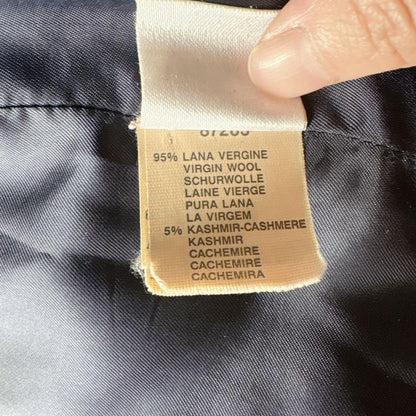 87203
95% LANA VERGINE
VIRGIN WOOL
SCHURWOLLE
LAINE VIERGE
PURA LANA
LA VIRGEM
5% KASHMIR-CASHMERE
KASHMIR
CACHEMIRE
CACHEMIRE
CACHEMIRA